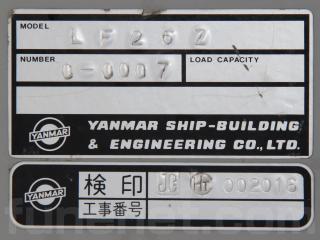 MODEL LF26Z
NUMBER 0-0007 LOAD CAPACITY
YANMAR YANMAR SHIP-BUILDING
& ENGINEERING CO., LTD.
YANMAR 検印 002016
工事番号